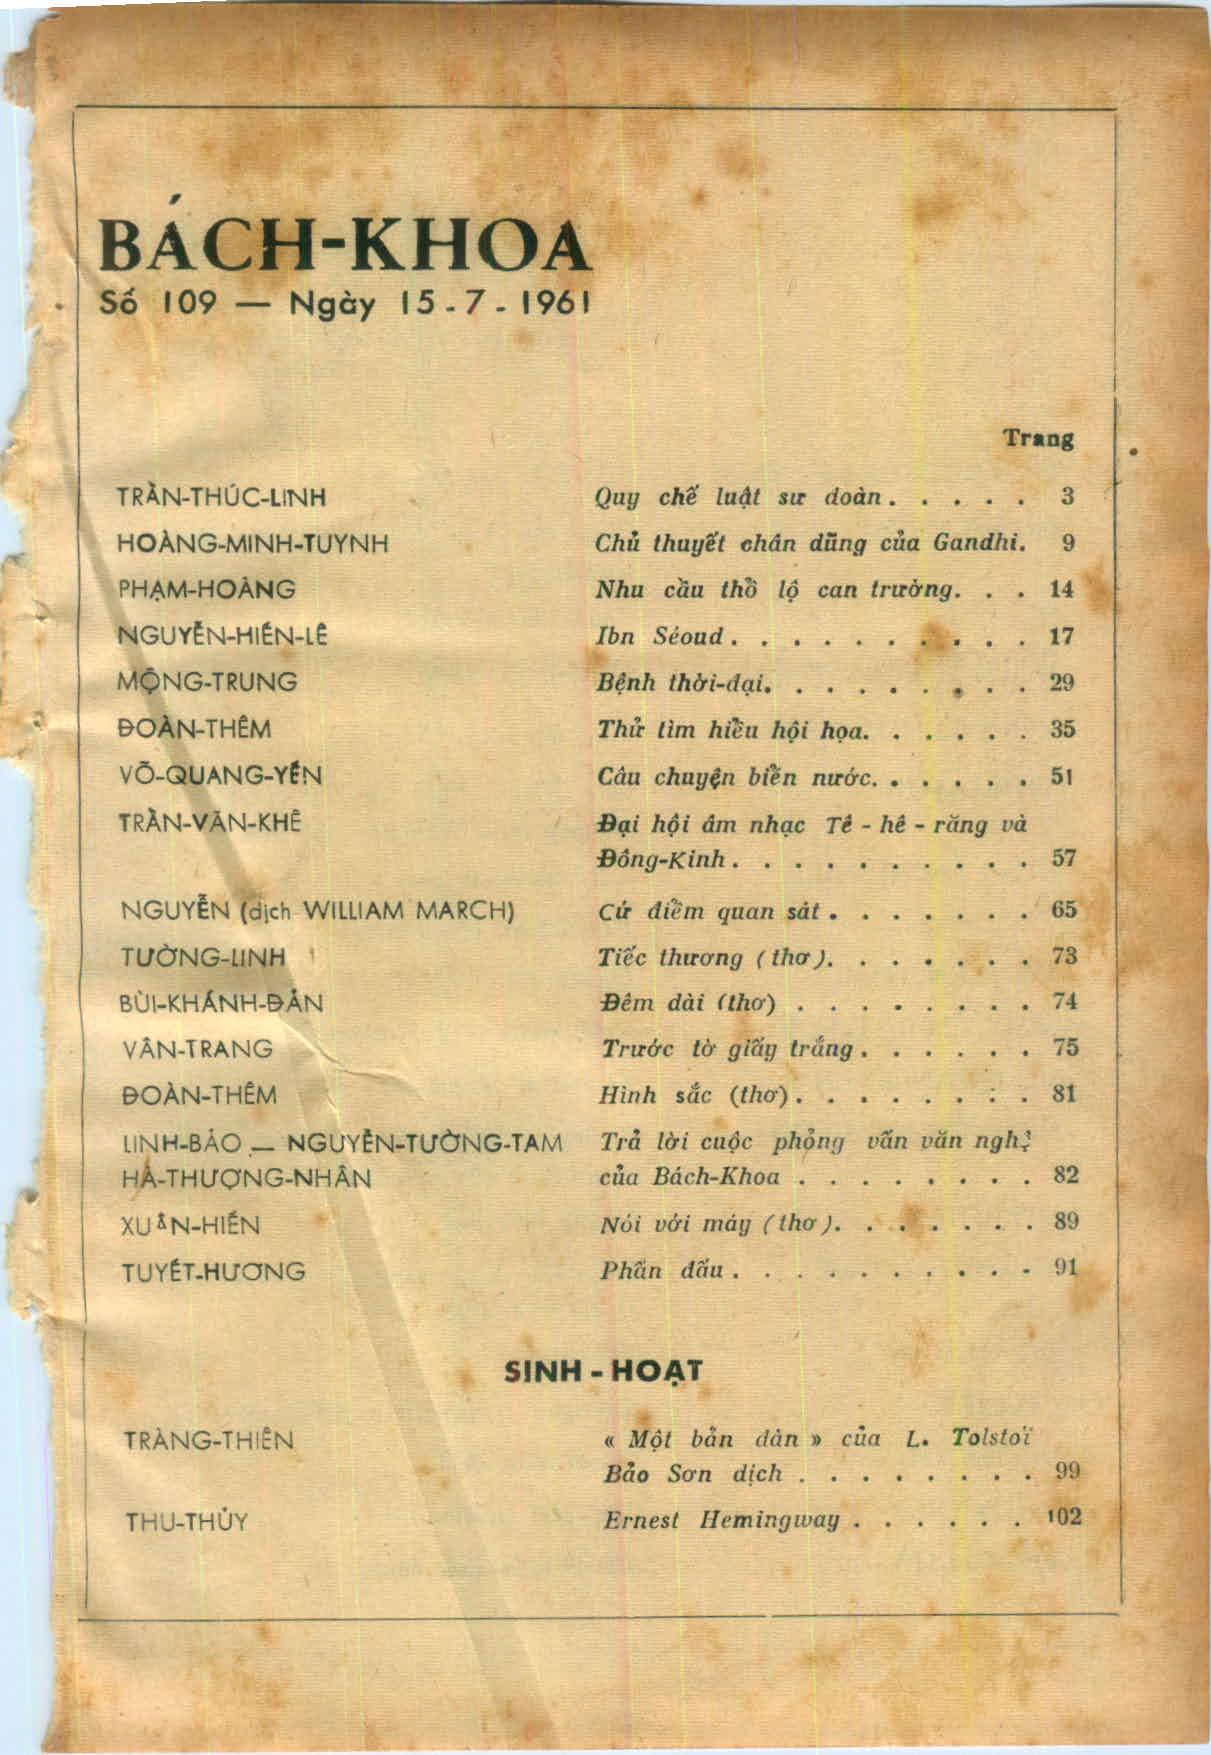 BÁCH-KHOA
Số 109 — Ngày 15-7-1961
Trang
TRẦN-THÚC-LINH Quy chế luật sư đoàn . . . . . 3
HOÀNG-MINH-TUYNH Chủ thuyết chân dũng của Gandhi. 9
PHẠM-HOÀNG Nhu cầu thổ lộ can trường. . . 14
NGUYỄN-HIẾN-LÊ Ibn Séoud . . . . . . . . . . 17
MỘNG-TRUNG Bệnh thời-đại. . . . . . . . . 29
ĐOÀN-THÊM Thử tìm hiểu hội họa. . . . . . 35
VÕ-QUANG-YẾN Câu chuyện biển nước. . . . . . 51
TRẦN-VĂN-KHÊ Đại hội âm nhạc Tê - hê - răng và
Đông-Kinh . . . . . . . . . . 57
NGUYỄN (dịch WILLIAM MARCH) Cứ điểm quan sát . . . . . . . 65
TƯỜNG-LINH Tiếc thương (thơ). . . . . . . 73
BÙI-KHÁNH-ĐẢN Đêm dài (thơ) . . . . . . . . 74
VÂN-TRANG Trước tờ giấy trắng . . . . . . 75
ĐOÀN-THÊM Hình sắc (thơ) . . . . . . . . 81
LINH-BẢO — NGUYỄN-TƯỜNG-TAM Trả lời cuộc phỏng vấn văn nghệ
HÀ-THƯỢNG-NHÂN của Bách-Khoa . . . . . . . . 82
XUÂN-HIẾN Nói với máy (thơ). . . . . . . 89
TUYẾT-HƯƠNG Phấn đấu . . . . . . . . . . 91
SINH - HOẠT
TRÀNG-THIÊN « Một bản đàn » của L. Tolstoï
Bảo Sơn dịch . . . . . . . . 99
THU-THỦY Ernest Hemingway . . . . . . 102